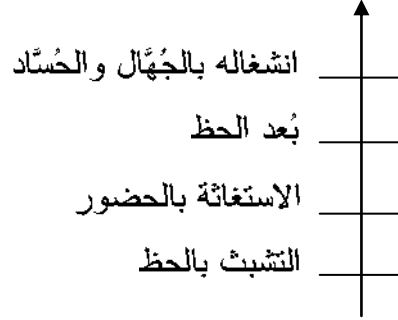 انشغاله بالجُهَّال والحُسَّاد
بُعد الحظ
الاستغاثة بالحضور
التشبث بالحظ